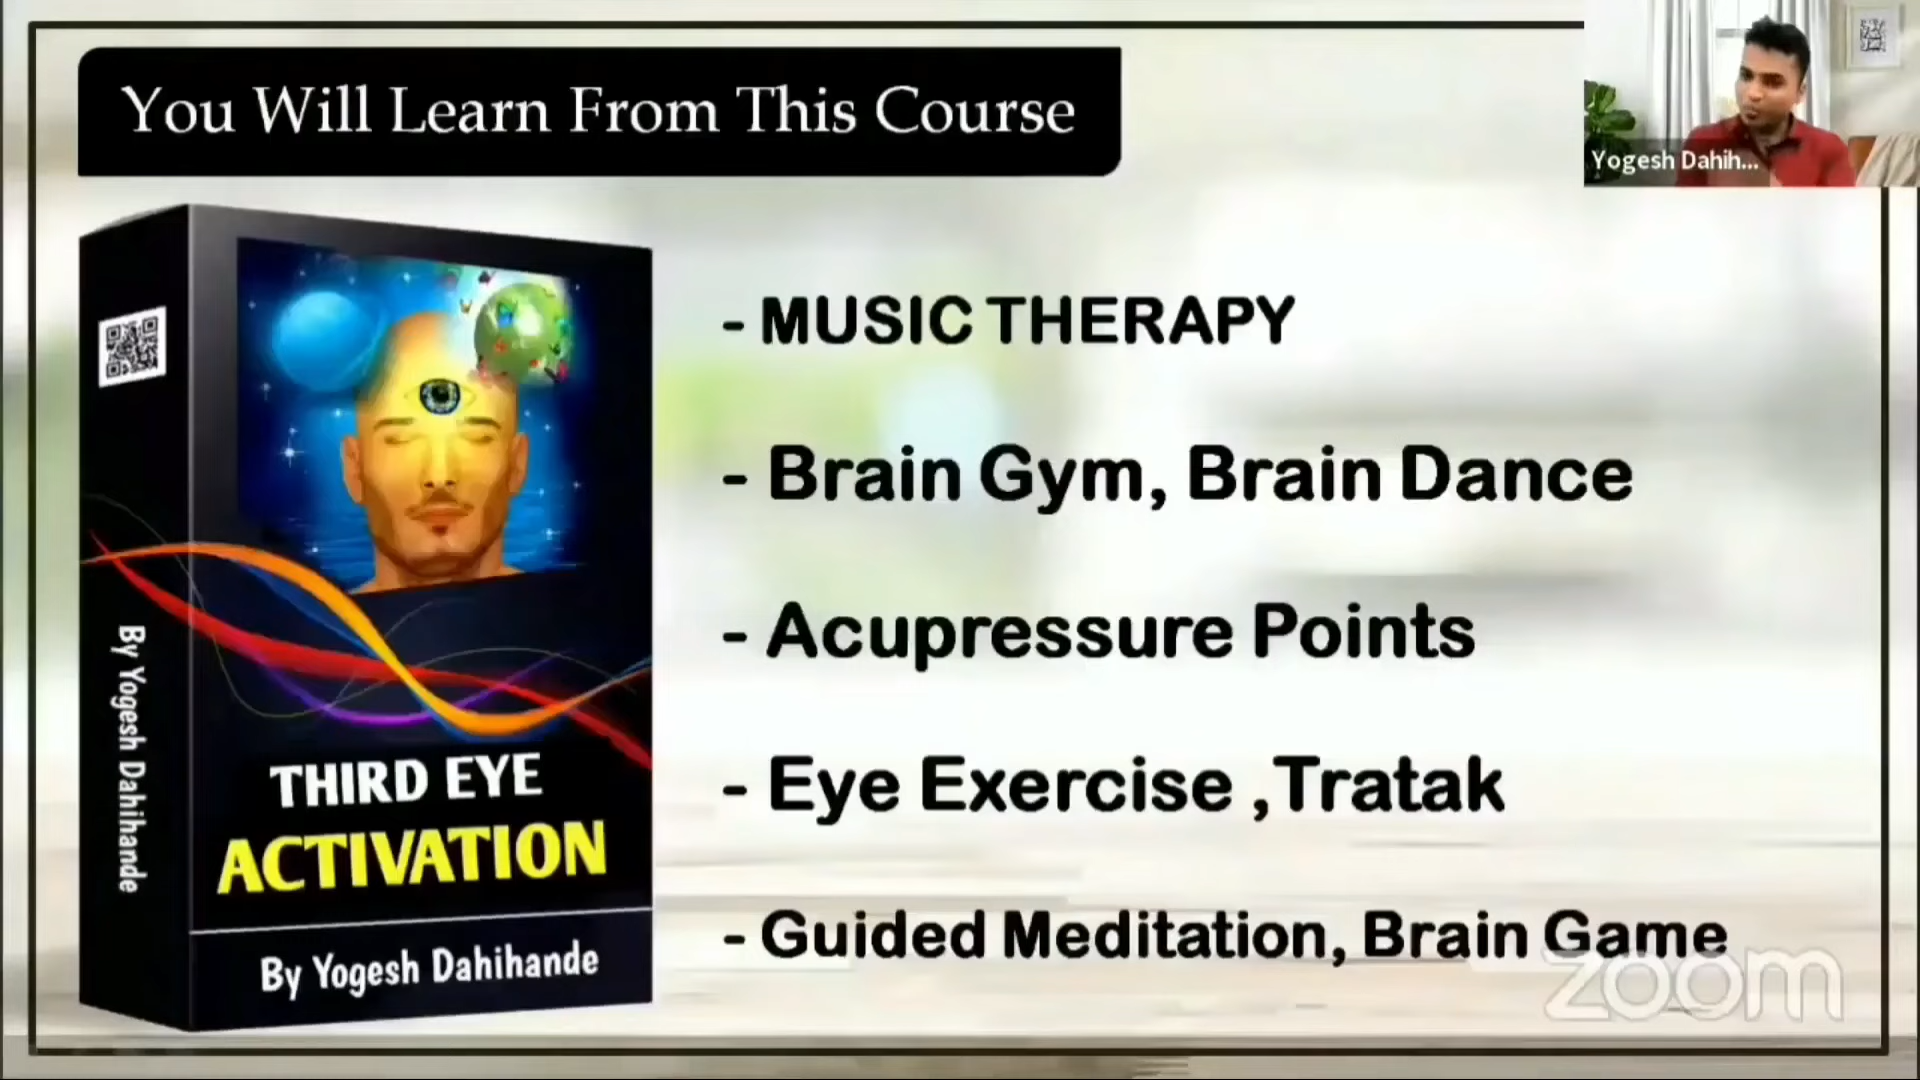 You Will Learn From This Course
Yogesh Dahih...
- MUSIC THERAPY
- Brain Gym, Brain Dance
- Acupressure Points
- Eye Exercise ,Tratak
- Guided Meditation, Brain Game
By Yogesh Dahihande
THIRD EYE
ACTIVATION
By Yogesh Dahihande
zoom